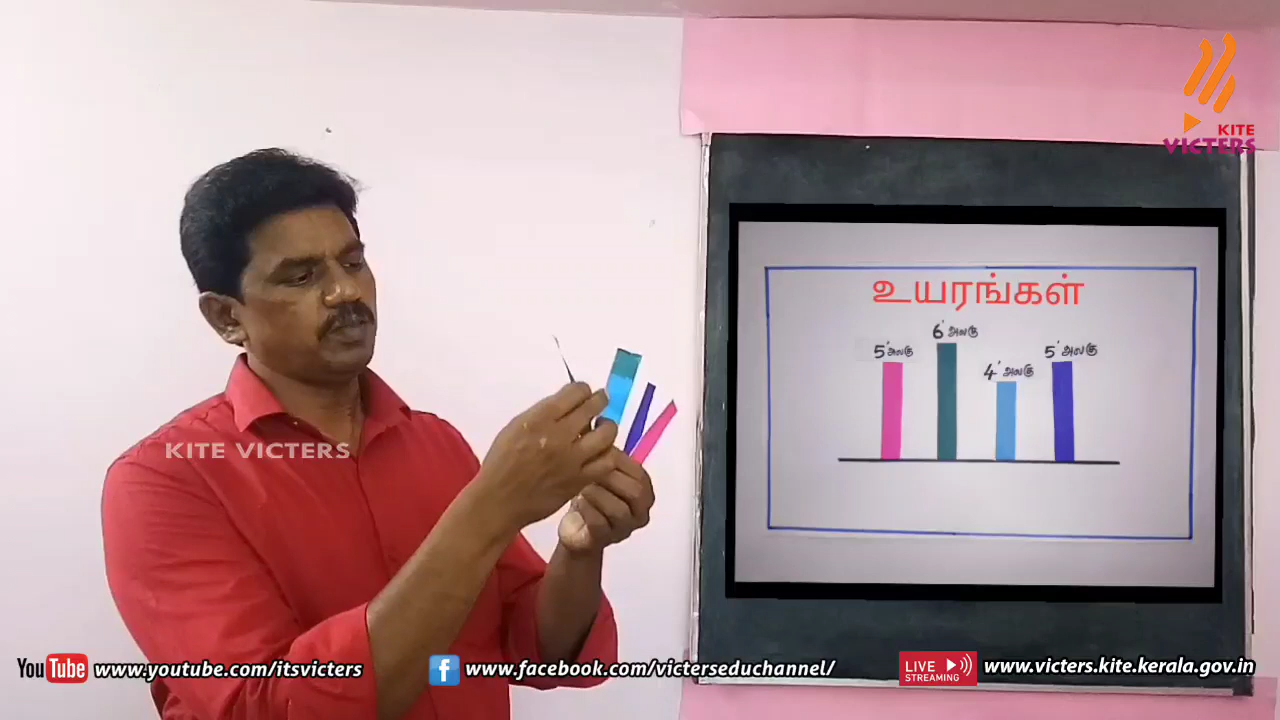 KITE
VICTERS
உயரங்கள்
5 அலகு
6 அலகு
4 அலகு
5 அலகு
KITE VICTERS
YouTube www.youtube.com/itsvicters
f www.facebook.com/victerseduchannel/
LIVE STREAMING www.victers.kite.kerala.gov.in